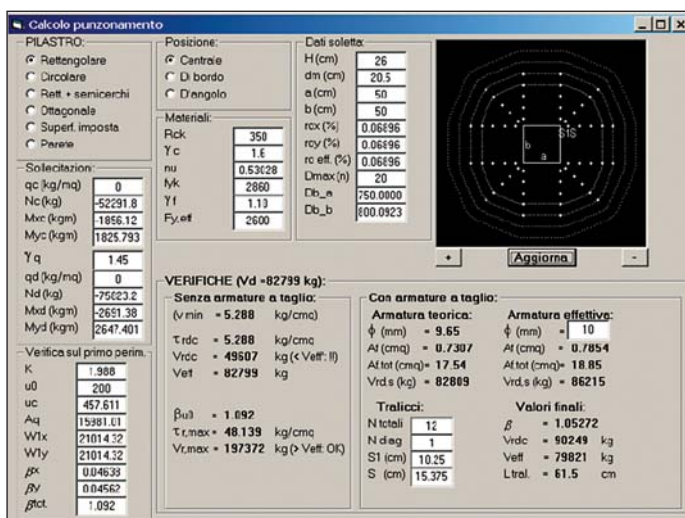 Calcolo punzonamento
PILASTRO:
Rettangolare
Circolare
Rett. + semicerchi
Ottagonale
Superf. imposta
Parete
Posizione:
Centrale
Di bordo
D'angolo
Materiali:
Rck 350
γ c 1.6
nu 0.53028
fyk 2860
γ f 1.10
Fy.eff 2600
Dati soletta:
H (cm) 26
dm (cm) 20.5
a (cm) 50
b (cm) 50
rcx (%) 0.06896
rcy (%) 0.06896
rc eff. (%) 0.06896
Dmax (n) 20
Db_a 750.0000
Db_b 800.0923
S1S
b
a
+ Aggiorna -
Sollecitazioni:
qc (kg/mq) 0
Nc (kg) -52291.8
Mxc (kgm) -1856.12
Myc (kgm) 1825.793
γ q 1.45
qd (kg/mq) 0
Nd (kg) -75823.2
Mxd (kgm) -2691.38
Myd (kgm) 2647.401
Verifica sul primo perim.
K 1.988
u0 200
uc 457.611
Aq 15981.01
W1x 21014.32
W1y 21014.32
βx 0.04638
βy 0.04562
βtot. 1.092
VERIFICHE (Vd =82799 kg):
Senza armature a taglio:
(v min = 5.288 kg/cmq)
τ rdc = 5.288 kg/cmq
Vrdc = 49607 kg (< Veff: !!)
Veff = 82799 kg
βu0 = 1.092
τ r,max = 48.139 kg/cmq
Vr,max = 197372 kg (> Veff: OK)
Con armature a taglio:
Armatura teorica:
ϕ (mm) = 9.65
Af (cmq) = 0.7307
Af.tot (cmq) = 17.54
Vrd,s (kg) = 82809
Armatura effettiva:
ϕ (mm) = 10
Af (cmq) = 0.7854
Af.tot (cmq) = 18.85
Vrd,s (kg) = 86215
Tralicci:
N totali 12
N diag 1
S1 (cm) 10.25
S (cm) 15.375
Valori finali:
β = 1.05272
Vrdc = 90249 kg
Veff = 79821 kg
Ltral. = 61.5 cm